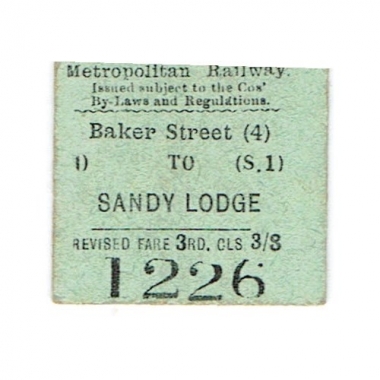 Metropolitan Railway.
Issued subject to the Cos'
By-Laws and Regulations.
Baker Street (4)
) TO (S.1)
SANDY LODGE
REVISED FARE 3RD. CLS 3/3
1226